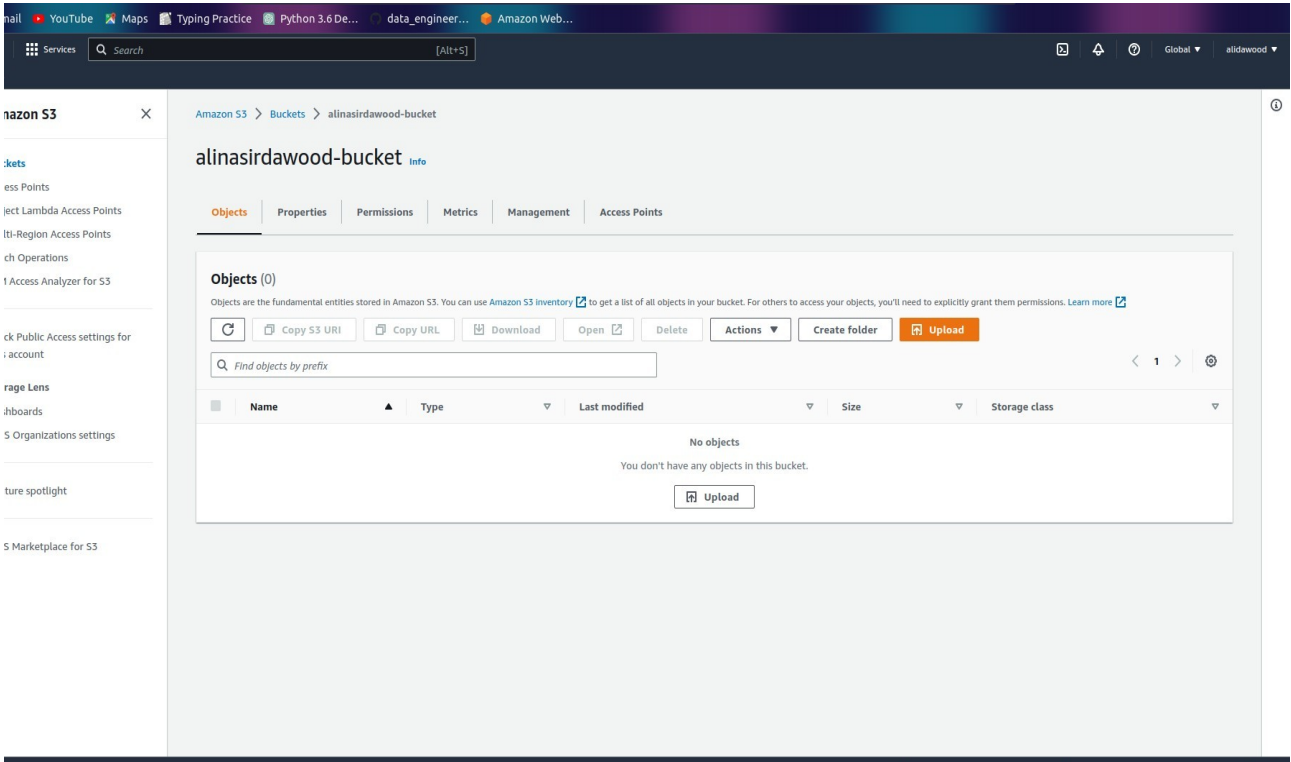 nail YouTube Maps Typing Practice Python 3.6 De... data_engineer... Amazon Web...
Services Search [Alt+S] Global ▼ alidawood ▼
nazon S3
Amazon S3 > Buckets > alinasirdawood-bucket
alinasirdawood-bucket Info
ckets
ess Points
ject Lambda Access Points
lti-Region Access Points
ch Operations
1 Access Analyzer for S3
ck Public Access settings for
s account
rage Lens
shboards
S Organizations settings
ture spotlight
S Marketplace for S3
Objects Properties Permissions Metrics Management Access Points
Objects (0)
Objects are the fundamental entities stored in Amazon S3. You can use Amazon S3 inventory to get a list of all objects in your bucket. For others to access your objects, you'll need to explicitly grant them permissions. Learn more
Copy S3 URI Copy URL Download Open Delete Actions ▼ Create folder Upload
Find objects by prefix < 1 >
Name ▲ Type Last modified Size Storage class
No objects
You don't have any objects in this bucket.
Upload